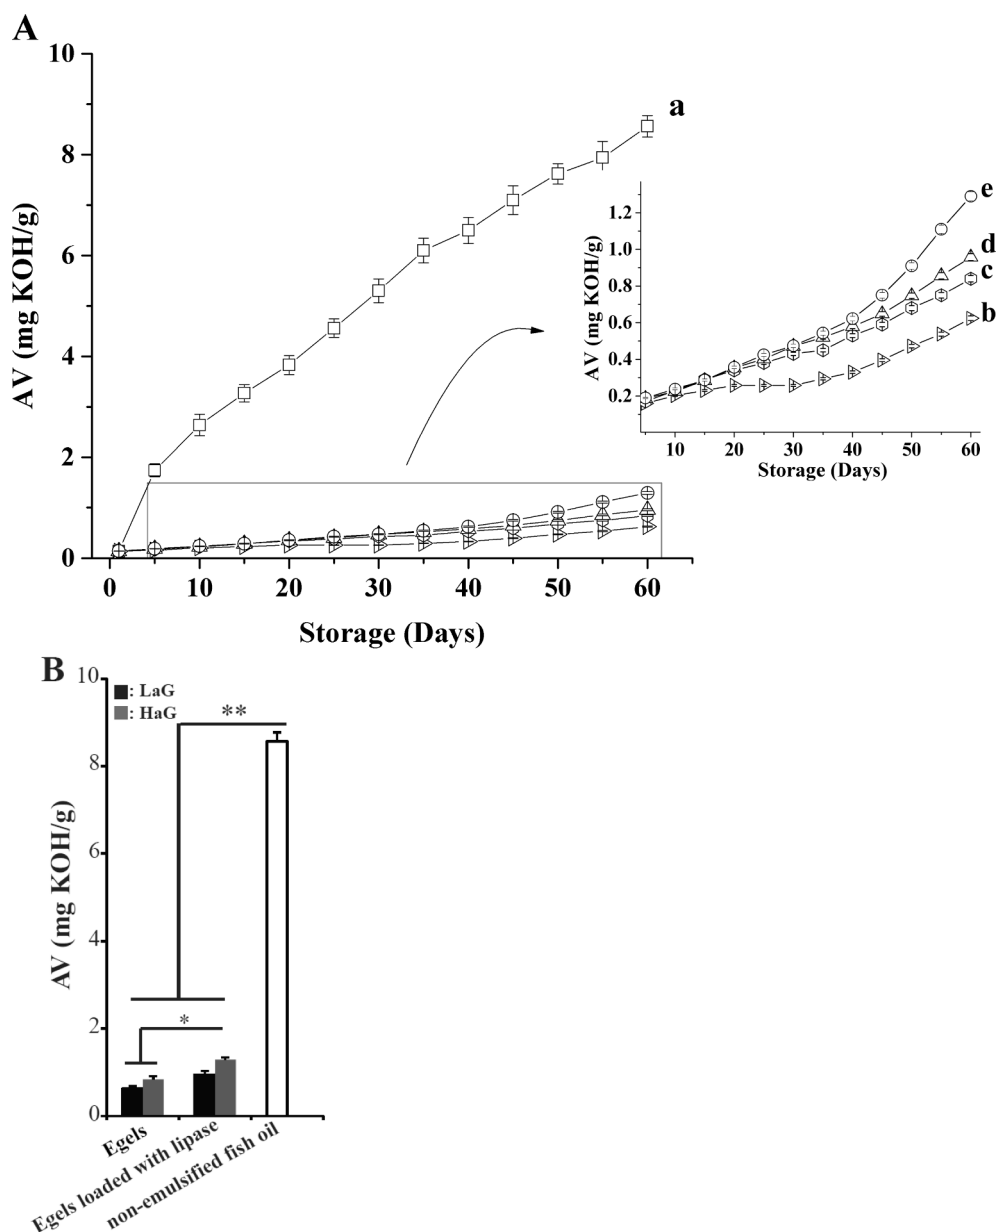 A
10
8
6
4
2
0
AV (mg KOH/g)
a
0 10 20 30 40 50 60
Storage (Days)
1.2
1.0
0.8
0.6
0.4
0.2
AV (mg KOH/g)
e
d
c
b
10 20 30 40 50 60
Storage (Days)
B
10
8
6
4
2
0
AV (mg KOH/g)
: LaG
: HaG
**
*
Egels
Egels loaded with lipase
non-emulsified fish oil